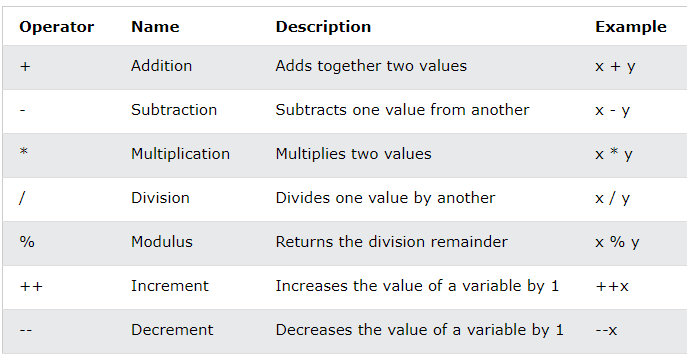 Operator Name Description Example
+ Addition Adds together two values x + y
- Subtraction Subtracts one value from another x - y
* Multiplication Multiplies two values x * y
/ Division Divides one value by another x / y
% Modulus Returns the division remainder x % y
++ Increment Increases the value of a variable by 1 ++x
-- Decrement Decreases the value of a variable by 1 --x